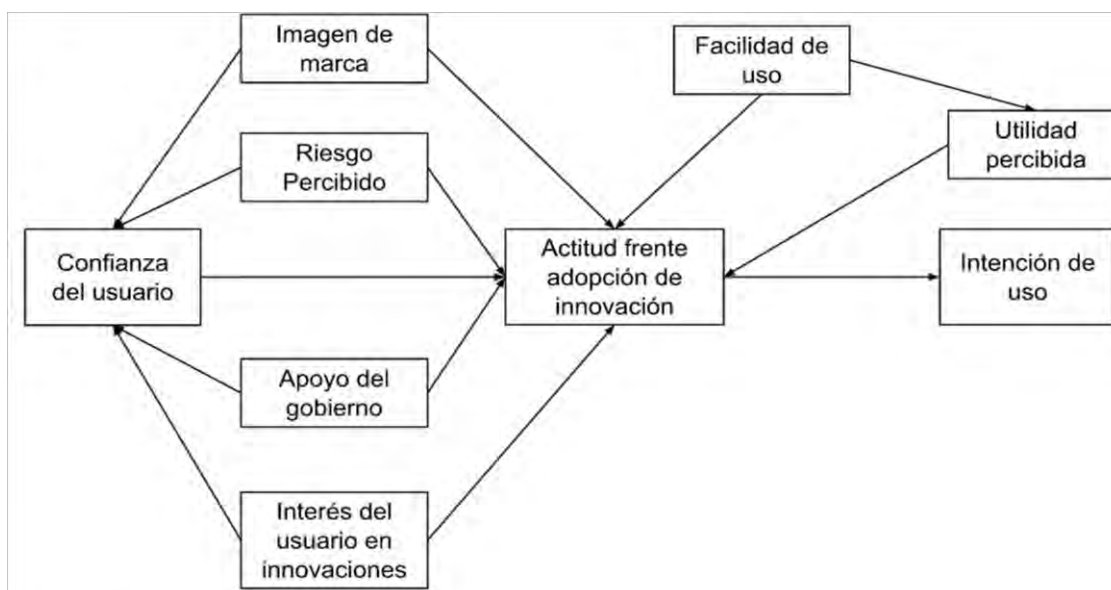 Imagen de
marca
Facilidad de
uso
Utilidad
percibida
Riesgo
Percibido
Confianza
del usuario
Actitud frente
adopción de
innovación
Intención de
uso
Apoyo del
gobierno
Interés del
usuario en
innovaciones